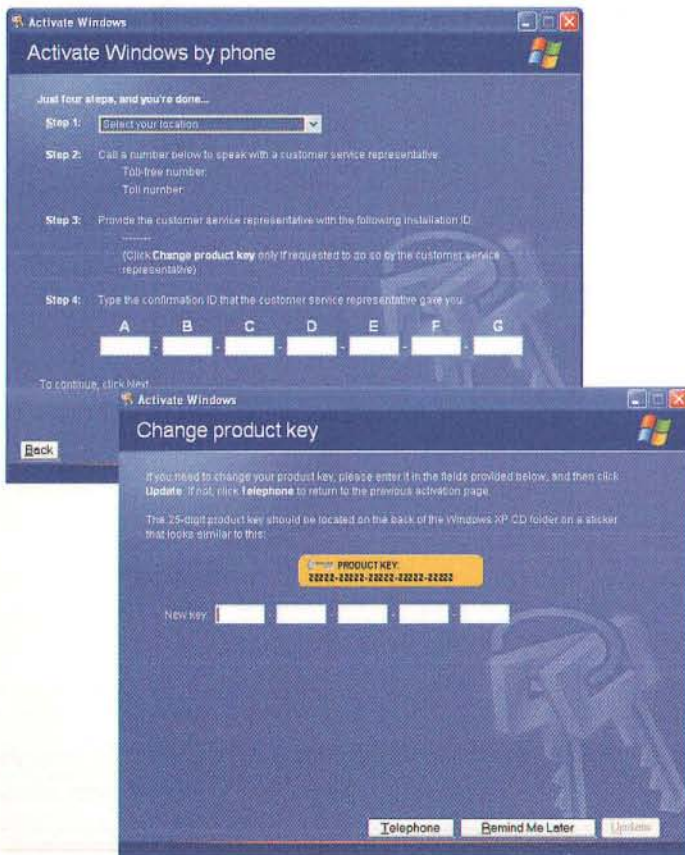 Activate Windows
Activate Windows by phone
Just four steps, and you're done...
Step 1: Select your location
Step 2: Call a number below to speak with a customer service representative.
Toll-free number:
Toll number:
Step 3: Provide the customer service representative with the following installation ID:
--------
(Click Change product key only if requested to do so by the customer service
representative)
Step 4: Type the confirmation ID that the customer service representative gave you.
A B C D E F G
- - - - - -
To continue, click Next.
Back
Activate Windows
Change product key
If you need to change your product key, please enter it in the fields provided below, and then click
Update. If not, click Telephone to return to the previous activation page.
The 25-digit product key should be located on the back of the Windows XP CD folder on a sticker
that looks similar to this:
PRODUCT KEY:
ZZZZZ-ZZZZZ-ZZZZZ-ZZZZZ-ZZZZZ
New key: - - - -
Telephone Remind Me Later Update